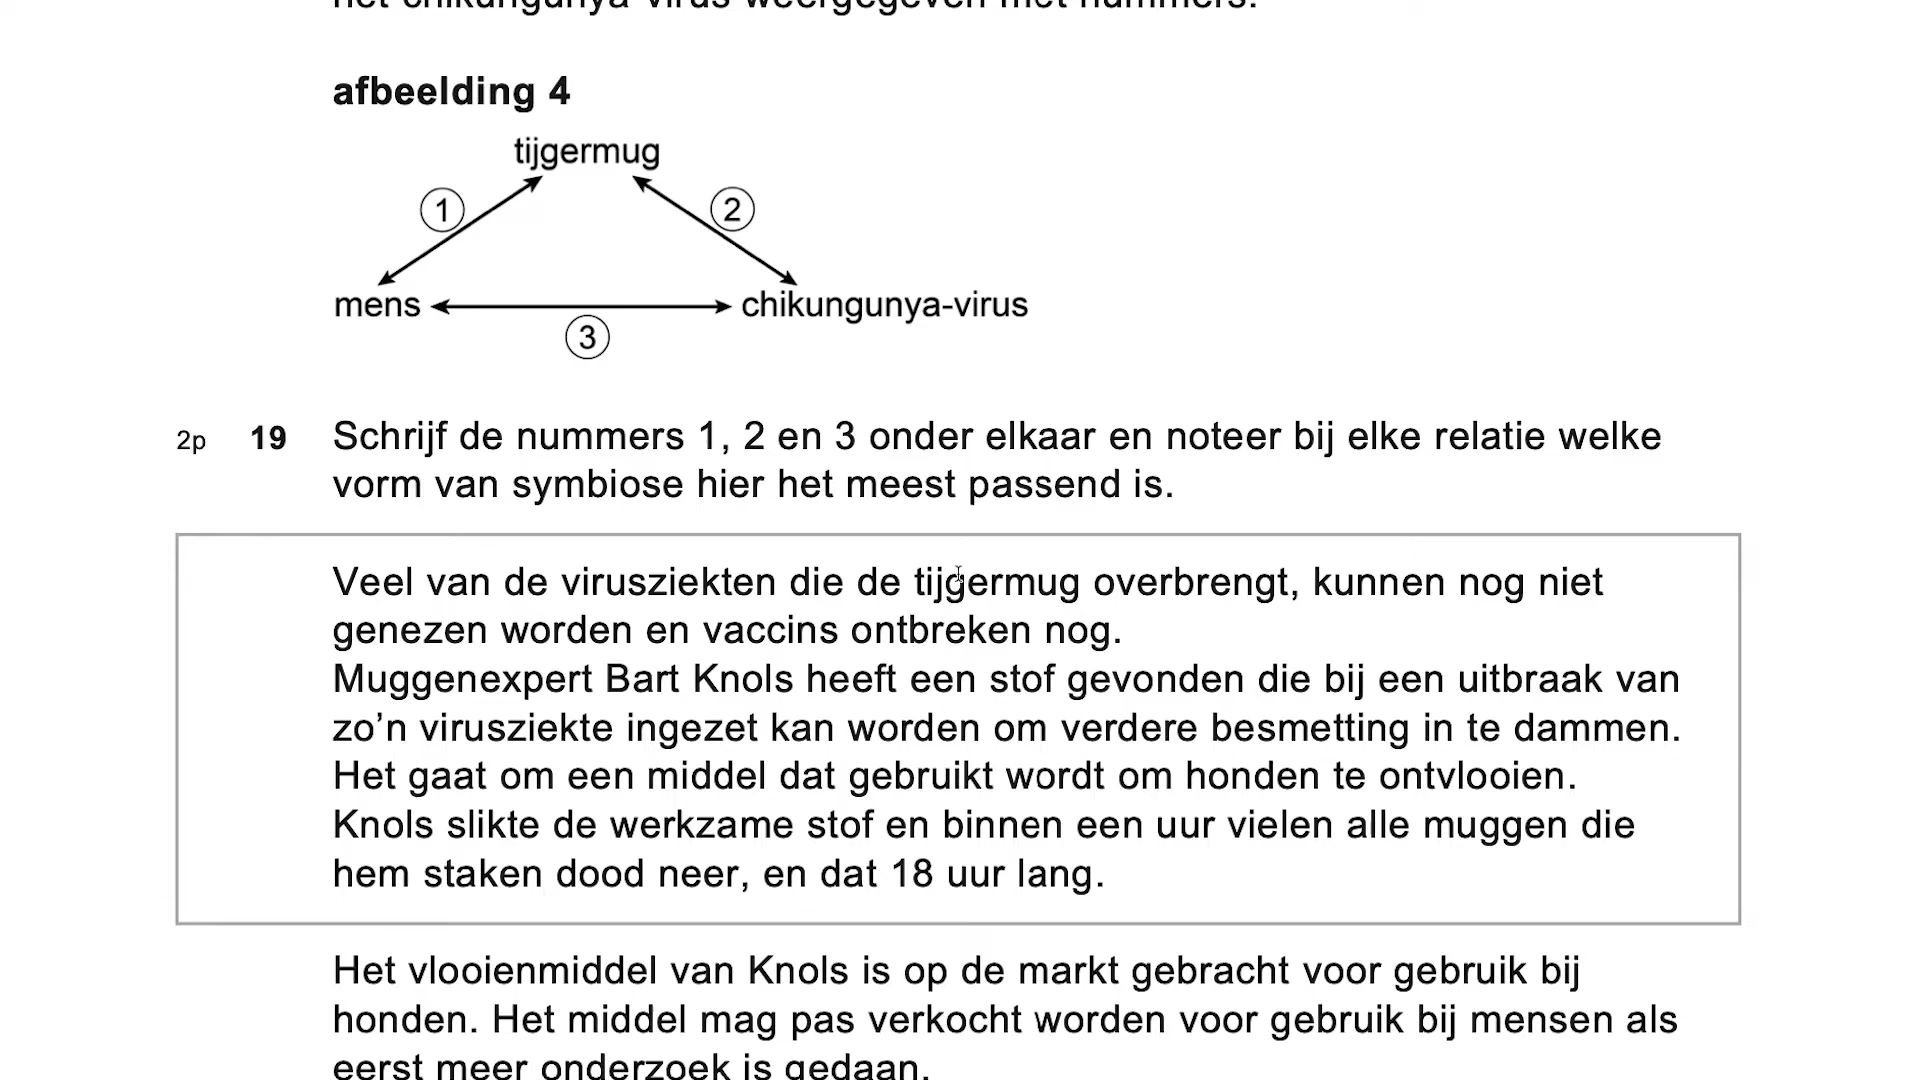 het chikungunya-virus weergegeven met nummers.
afbeelding 4
tijgermug
1
2
mens
chikungunya-virus
3
2p 19 Schrijf de nummers 1, 2 en 3 onder elkaar en noteer bij elke relatie welke
vorm van symbiose hier het meest passend is.
Veel van de virusziekten die de tijgermug overbrengt, kunnen nog niet
genezen worden en vaccins ontbreken nog.
Muggenexpert Bart Knols heeft een stof gevonden die bij een uitbraak van
zo’n virusziekte ingezet kan worden om verdere besmetting in te dammen.
Het gaat om een middel dat gebruikt wordt om honden te ontvlooien.
Knols slikte de werkzame stof en binnen een uur vielen alle muggen die
hem staken dood neer, en dat 18 uur lang.
Het vlooienmiddel van Knols is op de markt gebracht voor gebruik bij
honden. Het middel mag pas verkocht worden voor gebruik bij mensen als
eerst meer onderzoek is gedaan.